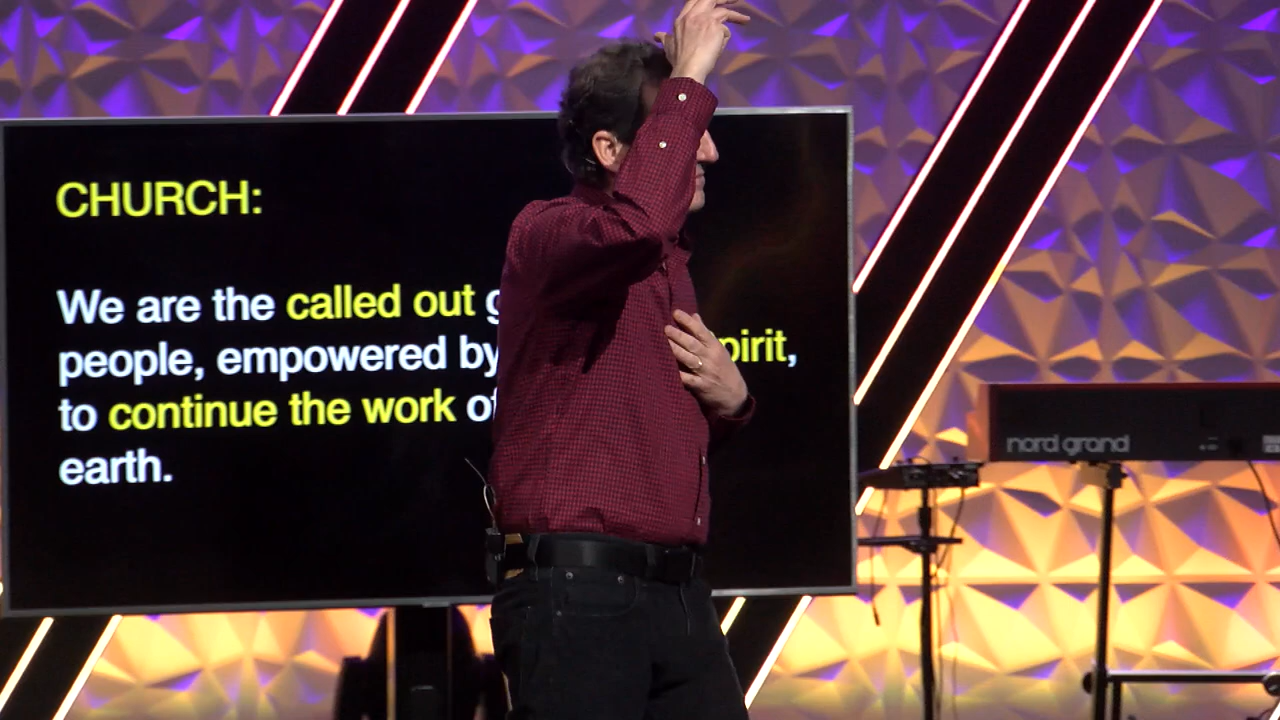 CHURCH:
We are the called out
people, empowered by pirit,
to continue the work of
earth.
nord grand